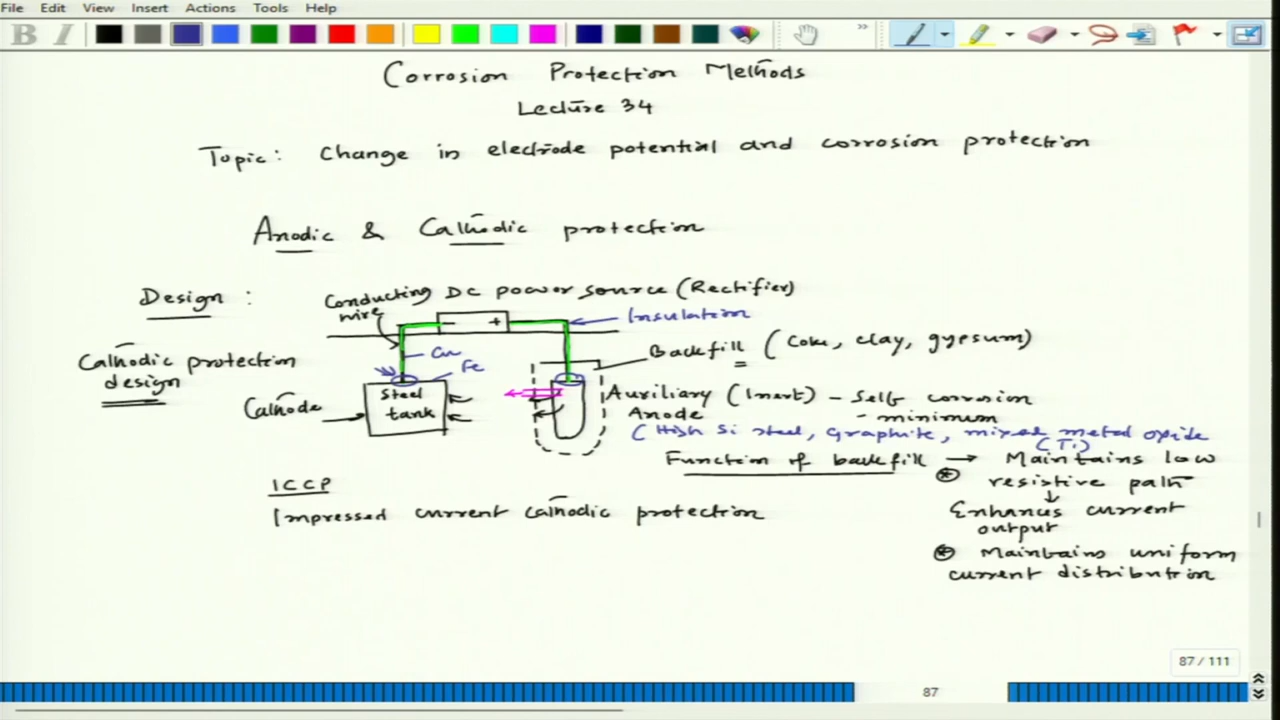 File Edit View Insert Actions Tools Help
B I
Corrosion Protection Methods
Lecture 34
Topic: Change in electrode potential and corrosion protection
Anodic & Cathodic protection
Design :
Conducting wire
DC power source (Rectifier)
- +
Insulation
Cathodic protection design
Cu
Fe
Backfill (Coke, clay, gypsum)
Steel tank
Cathode
Auxiliary (Inert) - Self corrosion
Anode - minimum
(High Si steel, Graphite, mixed metal oxide
(Ti)
Function of backfill → Maintains low
resistive path
↓
Enhances current
output
Maintains uniform
current distribution
ICCP
Impressed current cathodic protection
87 / 111
87